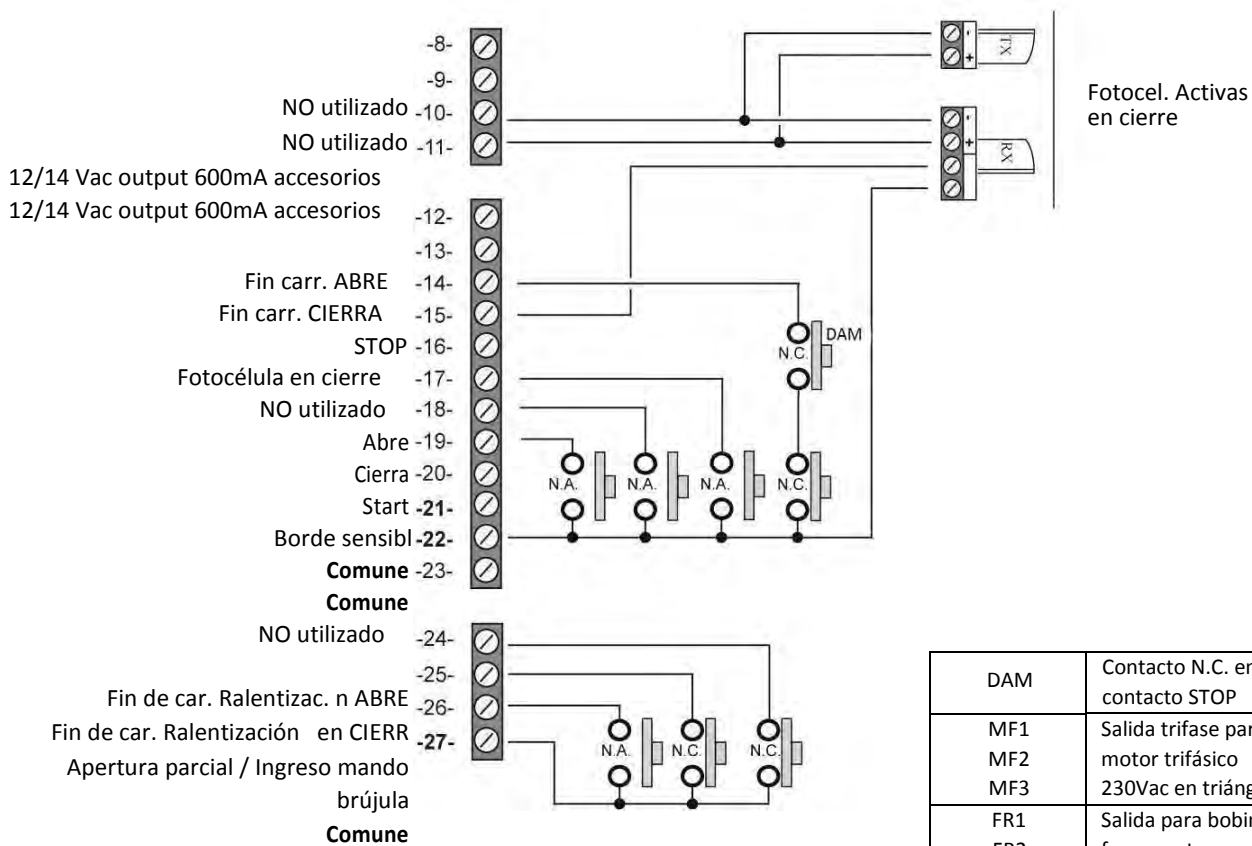 -8-
-9-
NO utilizado -10-
NO utilizado -11-
12/14 Vac output 600mA accesorios
12/14 Vac output 600mA accesorios
-12-
-13-
Fin carr. ABRE -14-
Fin carr. CIERRA -15-
STOP -16-
Fotocélula en cierre -17-
NO utilizado -18-
Abre -19-
Cierra -20-
Start -21-
Borde sensibl -22-
Comune -23-
Comune
NO utilizado -24-
-25-
Fin de car. Ralentizac. n ABRE -26-
Fin de car. Ralentización en CIERR -27-
Apertura parcial / Ingreso mando
brújula
Comune
- TX
+
- RX
+
Fotocel. Activas
en cierre
DAM
N.C.
N.A. N.A. N.A. N.C.
N.A. N.C. N.C.
DAM Contacto N.C. en
contacto STOP
MF1 Salida trifase par
MF2 motor trifásico
MF3 230Vac en triáng
FR1 Salida para bobin